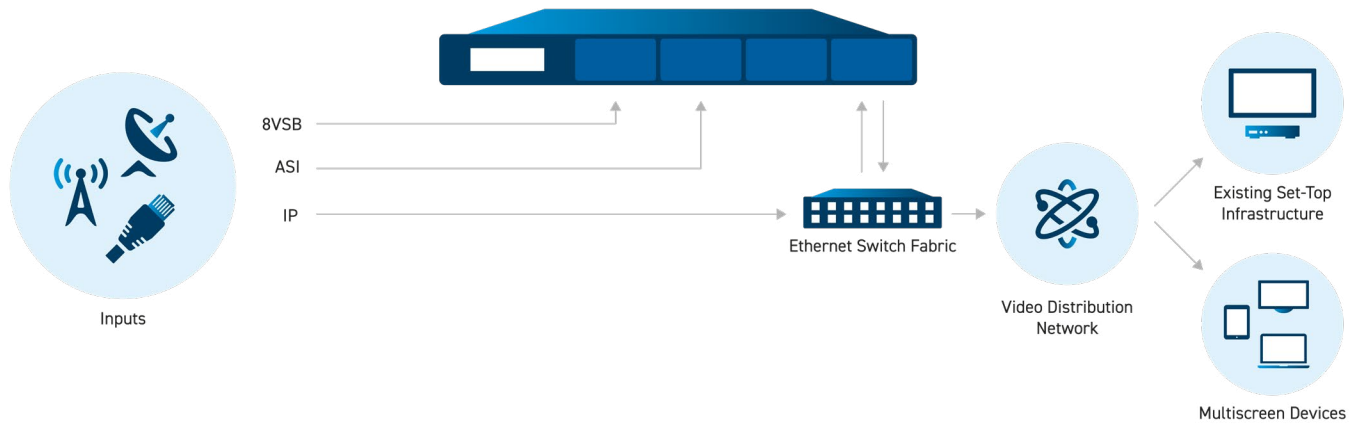 8VSB
ASI
IP
Inputs
Ethernet Switch Fabric
Video Distribution
Network
Existing Set-Top
Infrastructure
Multiscreen Devices